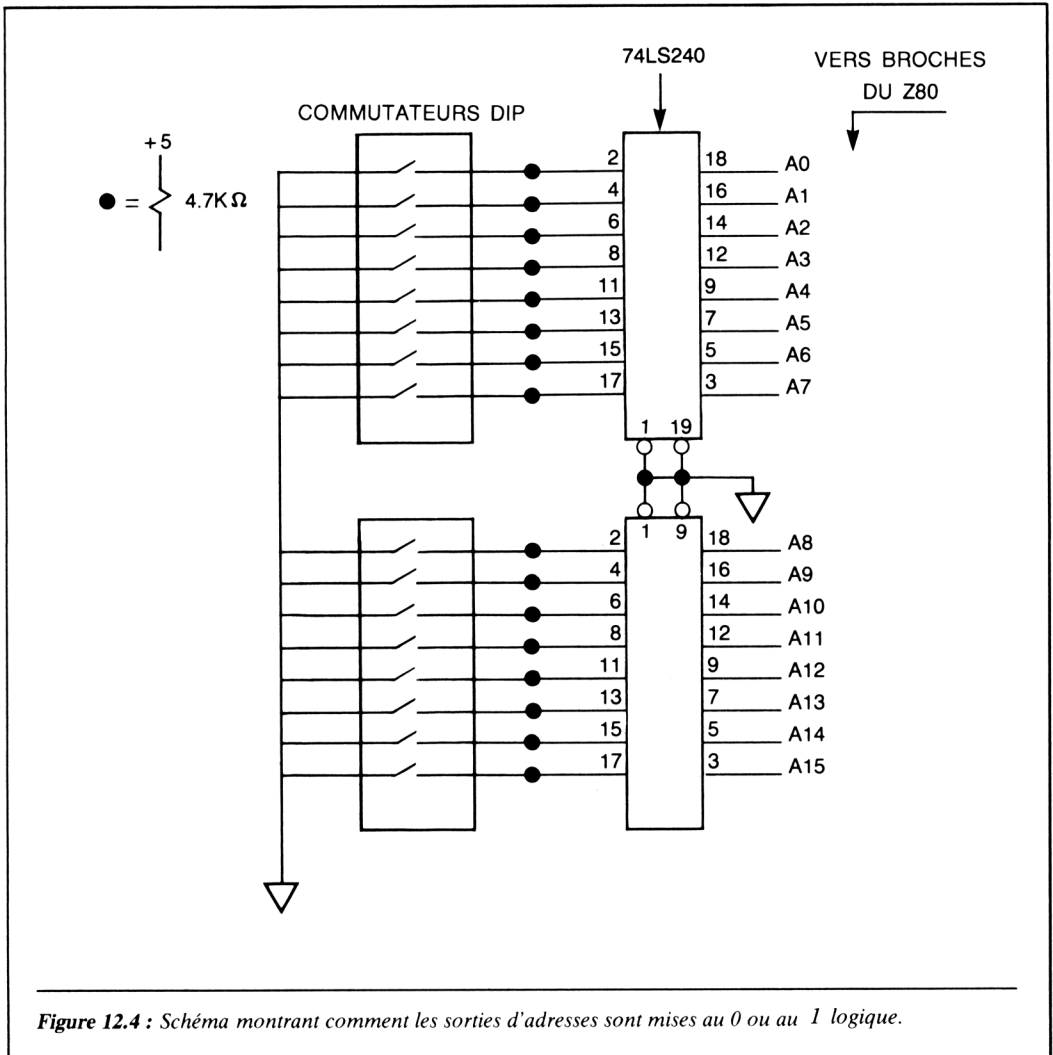 74LS240
VERS BROCHES
DU Z80
COMMUTATEURS DIP
+5
= 4.7KΩ
2 18 A0
4 16 A1
6 14 A2
8 12 A3
11 9 A4
13 7 A5
15 5 A6
17 3 A7
1 19
1 9
2 18 A8
4 16 A9
6 14 A10
8 12 A11
11 9 A12
13 7 A13
15 5 A14
17 3 A15
Figure 12.4 : Schéma montrant comment les sorties d'adresses sont mises au 0 ou au 1 logique.